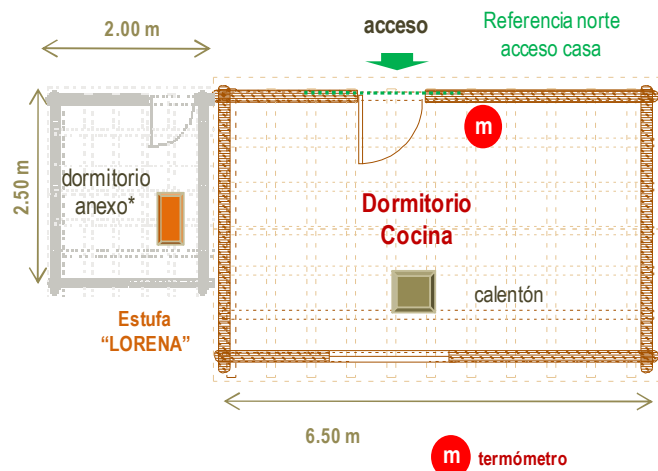 2.00 m
acceso
Referencia norte
acceso casa
m
2.50 m
dormitorio
anexo*
Dormitorio
Cocina
calentón
Estufa
“LORENA”
6.50 m
m termómetro